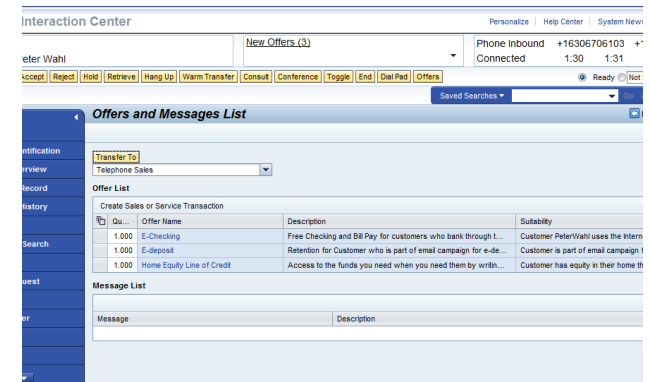 Interaction Center
Personalize | Help Center | System News
New Offers (3)
Phone Inbound +16306706103
eter Wahl
Connected 1:30 1:31
Accept Reject Hold Retrieve Hang Up Warm Transfer Consult Conference Toggle End Dial Pad Offers
Ready Not
Saved Searches Go
Offers and Messages List
ntification
Transfer To
erview
Telephone Sales
Record
Offer List
History
Create Sales or Service Transaction
Qu... Offer Name Description Suitability
1.000 E-Checking Free Checking and Bill Pay for customers who bank through t... Customer PeterWahl uses the Intern
Search
1.000 E-deposit Retention for Customer who is part of email campaign for e-de... Customer is part of email campaign
1.000 Home Equity Line of Credit Access to the funds you need when you need them by writin... Customer has equity in their home th
uest
Message List
er
Message Description